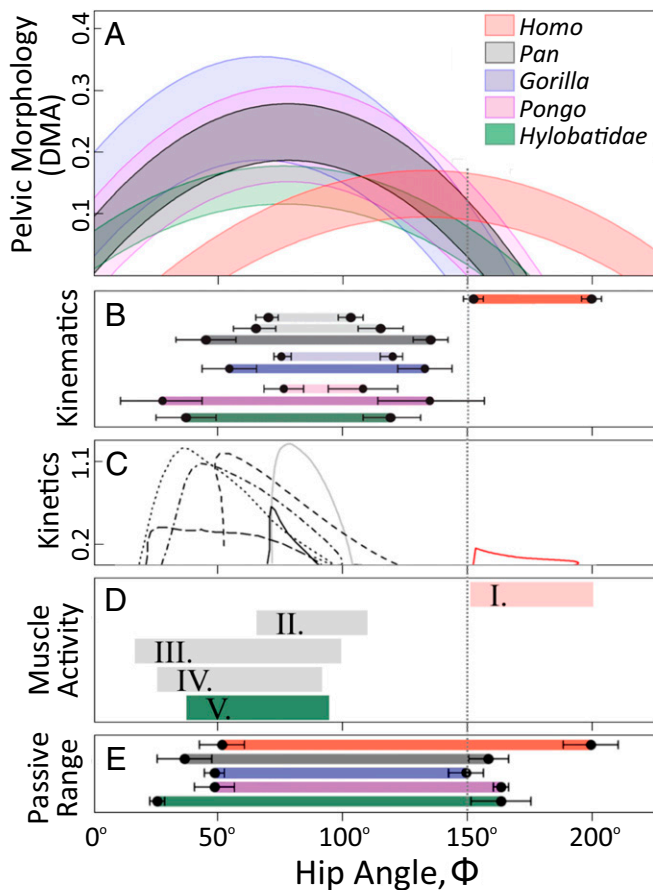 A
Homo
Pan
Gorilla
Pongo
Hylobatidae
Pelvic Morphology
(DMA)
0.4
0.3
0.2
0.1
B
Kinematics
C
Kinetics
1.1
0.2
D
Muscle
Activity
I.
II.
III.
IV.
V.
E
Passive
Range
0° 50° 100° 150° 200°
Hip Angle, Φ